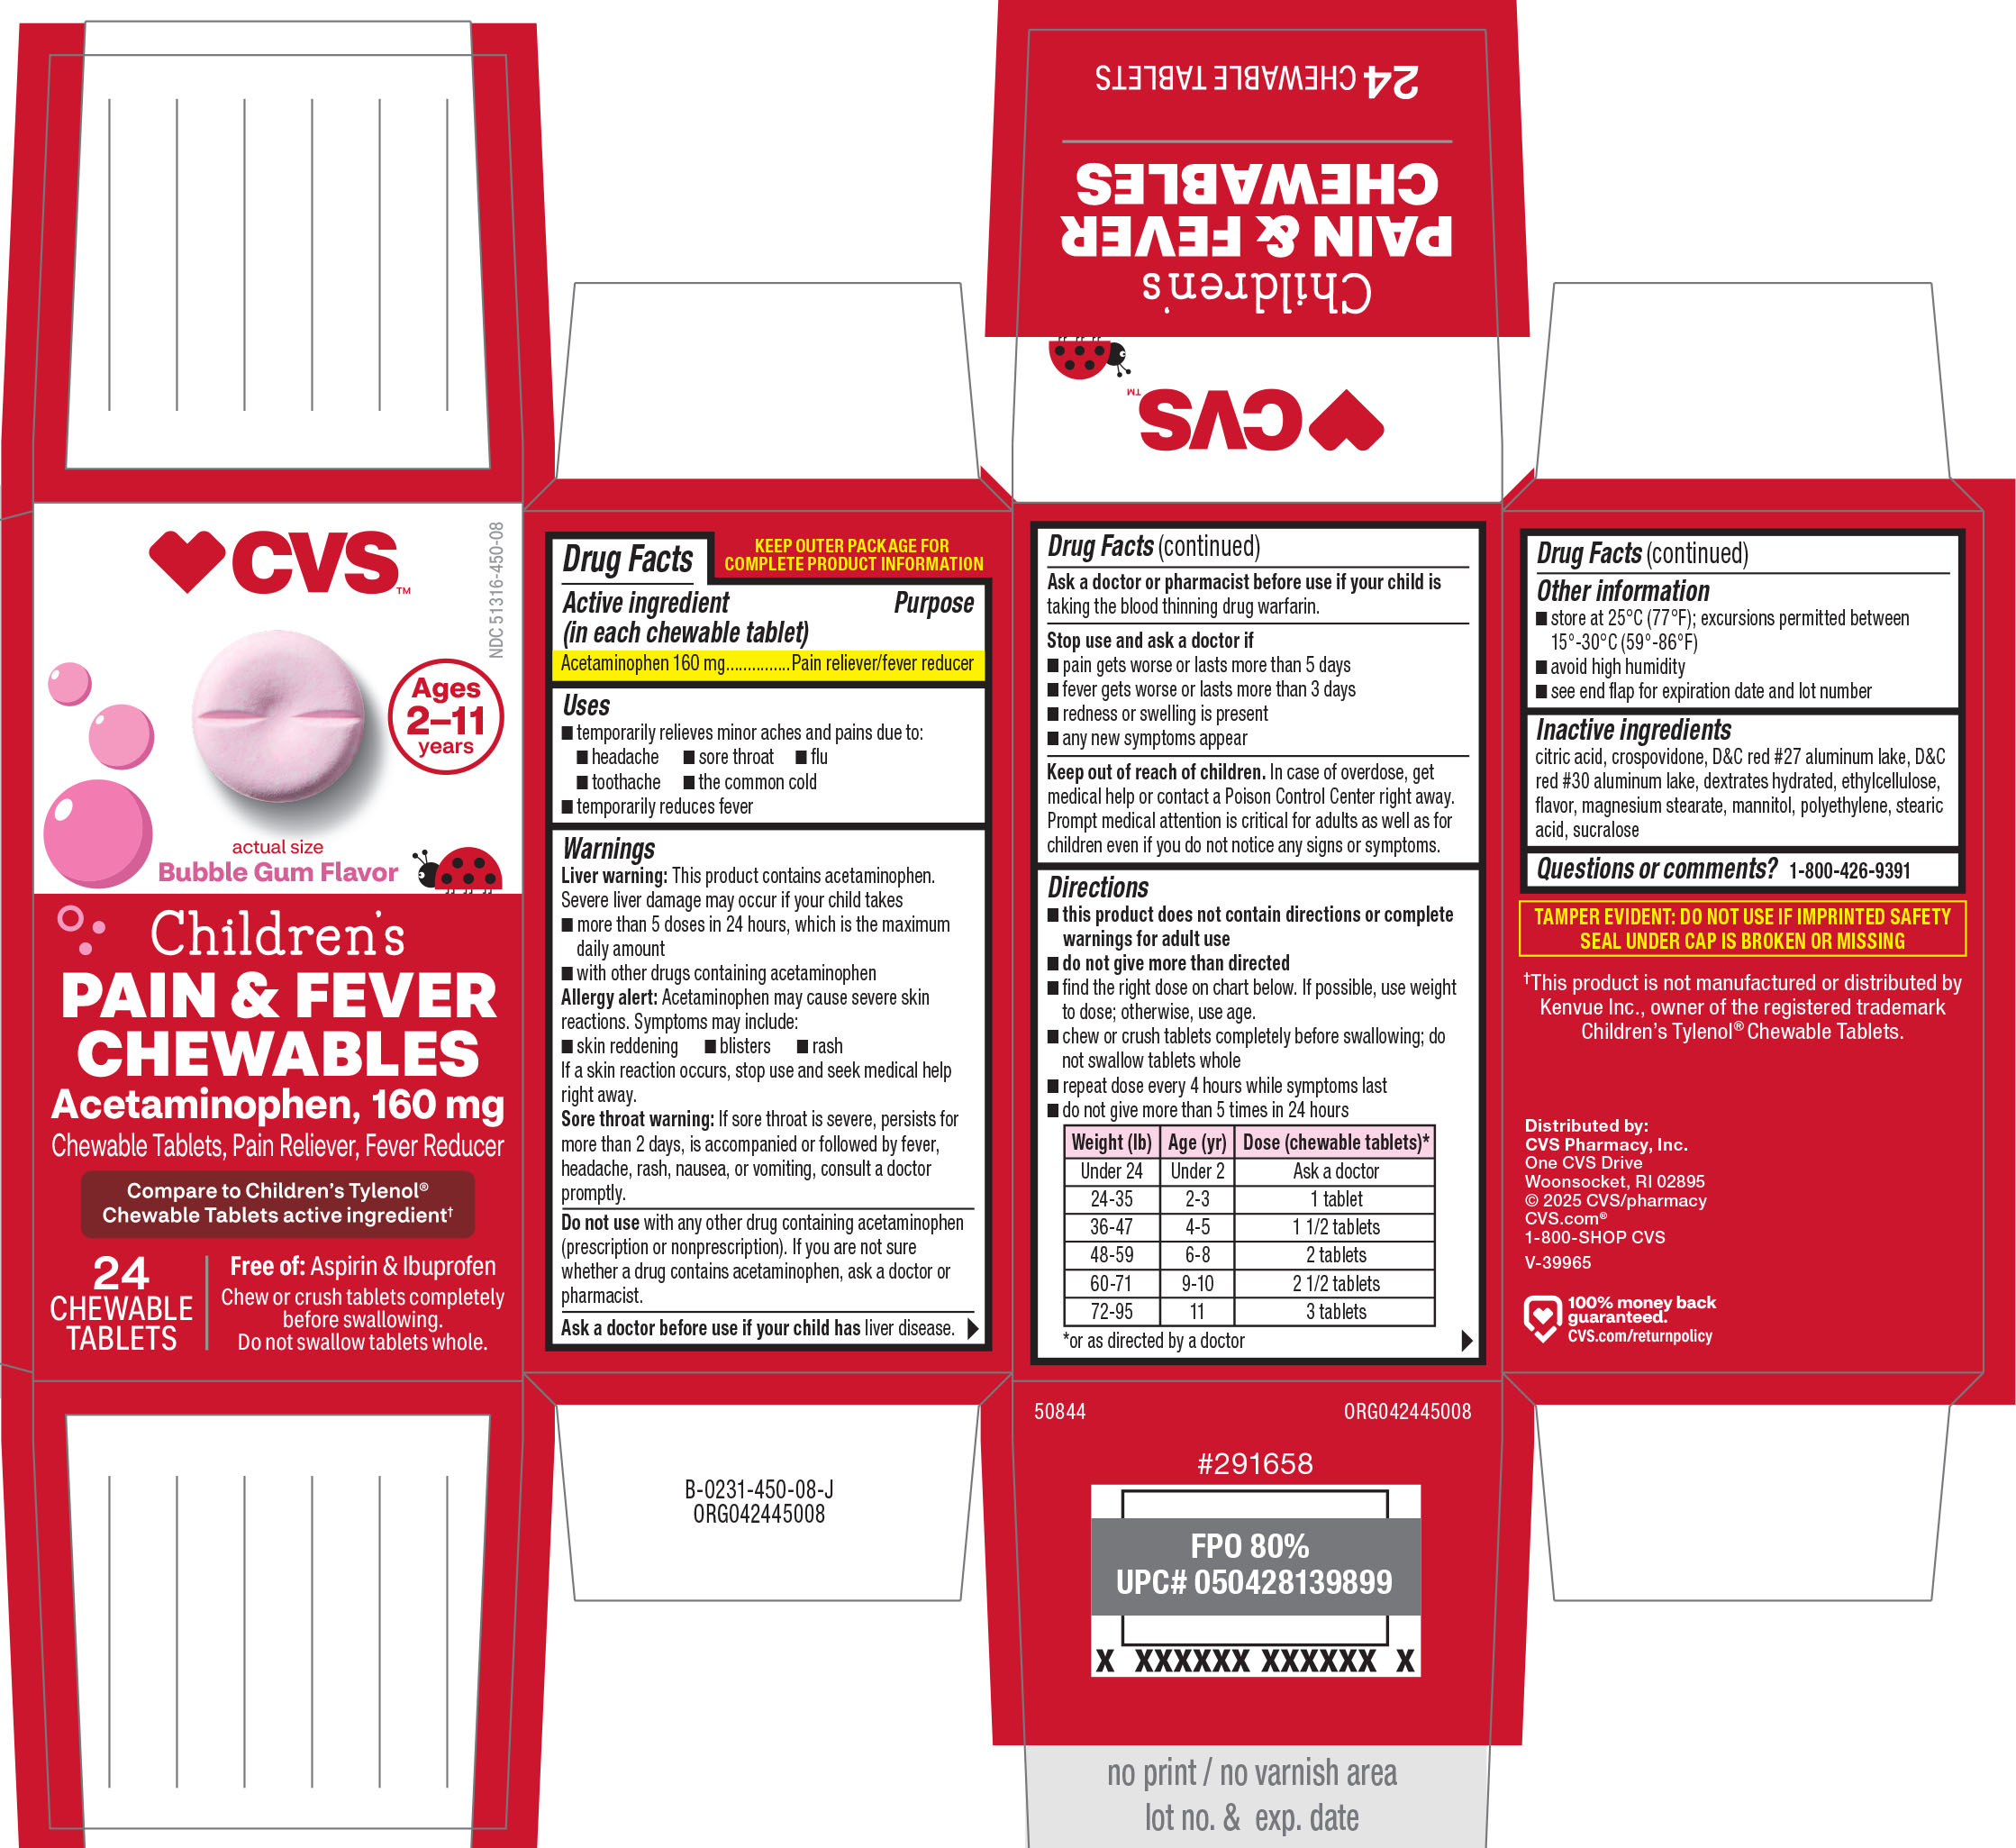 CVS™
NDC 51316-450-08
Ages
2–11
years
actual size
Bubble Gum Flavor
Children's
PAIN & FEVER
CHEWABLES
Acetaminophen, 160 mg
Chewable Tablets, Pain Reliever, Fever Reducer
Compare to Children's Tylenol®
Chewable Tablets active ingredient†
24
CHEWABLE
TABLETS
Free of: Aspirin & Ibuprofen
Chew or crush tablets completely
before swallowing.
Do not swallow tablets whole.
Drug Facts
KEEP OUTER PACKAGE FOR
COMPLETE PRODUCT INFORMATION
Active ingredient Purpose
(in each chewable tablet)
Acetaminophen 160 mg...............Pain reliever/fever reducer
Uses
■ temporarily relieves minor aches and pains due to:
■ headache ■ sore throat ■ flu
■ toothache ■ the common cold
■ temporarily reduces fever
Warnings
Liver warning: This product contains acetaminophen.
Severe liver damage may occur if your child takes
■ more than 5 doses in 24 hours, which is the maximum
daily amount
■ with other drugs containing acetaminophen
Allergy alert: Acetaminophen may cause severe skin
reactions. Symptoms may include:
■ skin reddening ■ blisters ■ rash
If a skin reaction occurs, stop use and seek medical help
right away.
Sore throat warning: If sore throat is severe, persists for
more than 2 days, is accompanied or followed by fever,
headache, rash, nausea, or vomiting, consult a doctor
promptly.
Do not use with any other drug containing acetaminophen
(prescription or nonprescription). If you are not sure
whether a drug contains acetaminophen, ask a doctor or
pharmacist.
Ask a doctor before use if your child has liver disease.
B-0231-450-08-J
ORG042445008
24 CHEWABLE TABLETS
Children's
PAIN & FEVER
CHEWABLES
CVS™
Drug Facts (continued)
Ask a doctor or pharmacist before use if your child is
taking the blood thinning drug warfarin.
Stop use and ask a doctor if
■ pain gets worse or lasts more than 5 days
■ fever gets worse or lasts more than 3 days
■ redness or swelling is present
■ any new symptoms appear
Keep out of reach of children. In case of overdose, get
medical help or contact a Poison Control Center right away.
Prompt medical attention is critical for adults as well as for
children even if you do not notice any signs or symptoms.
Directions
■ this product does not contain directions or complete
warnings for adult use
■ do not give more than directed
■ find the right dose on chart below. If possible, use weight
to dose; otherwise, use age.
■ chew or crush tablets completely before swallowing; do
not swallow tablets whole
■ repeat dose every 4 hours while symptoms last
■ do not give more than 5 times in 24 hours
Weight (lb) Age (yr) Dose (chewable tablets)*
Under 24 Under 2 Ask a doctor
24-35 2-3 1 tablet
36-47 4-5 1 1/2 tablets
48-59 6-8 2 tablets
60-71 9-10 2 1/2 tablets
72-95 11 3 tablets
*or as directed by a doctor
50844 ORG042445008
#291658
FPO 80%
UPC# 050428139899
X XXXXXX XXXXXX X
no print / no varnish area
lot no. & exp. date
Drug Facts (continued)
Other information
■ store at 25°C (77°F); excursions permitted between
15°-30°C (59°-86°F)
■ avoid high humidity
■ see end flap for expiration date and lot number
Inactive ingredients
citric acid, crospovidone, D&C red #27 aluminum lake, D&C
red #30 aluminum lake, dextrates hydrated, ethylcellulose,
flavor, magnesium stearate, mannitol, polyethylene, stearic
acid, sucralose
Questions or comments? 1-800-426-9391
TAMPER EVIDENT: DO NOT USE IF IMPRINTED SAFETY
SEAL UNDER CAP IS BROKEN OR MISSING
†This product is not manufactured or distributed by
Kenvue Inc., owner of the registered trademark
Children's Tylenol® Chewable Tablets.
Distributed by:
CVS Pharmacy, Inc.
One CVS Drive
Woonsocket, RI 02895
© 2025 CVS/pharmacy
CVS.com®
1-800-SHOP CVS
V-39965
100% money back
guaranteed.
CVS.com/returnpolicy